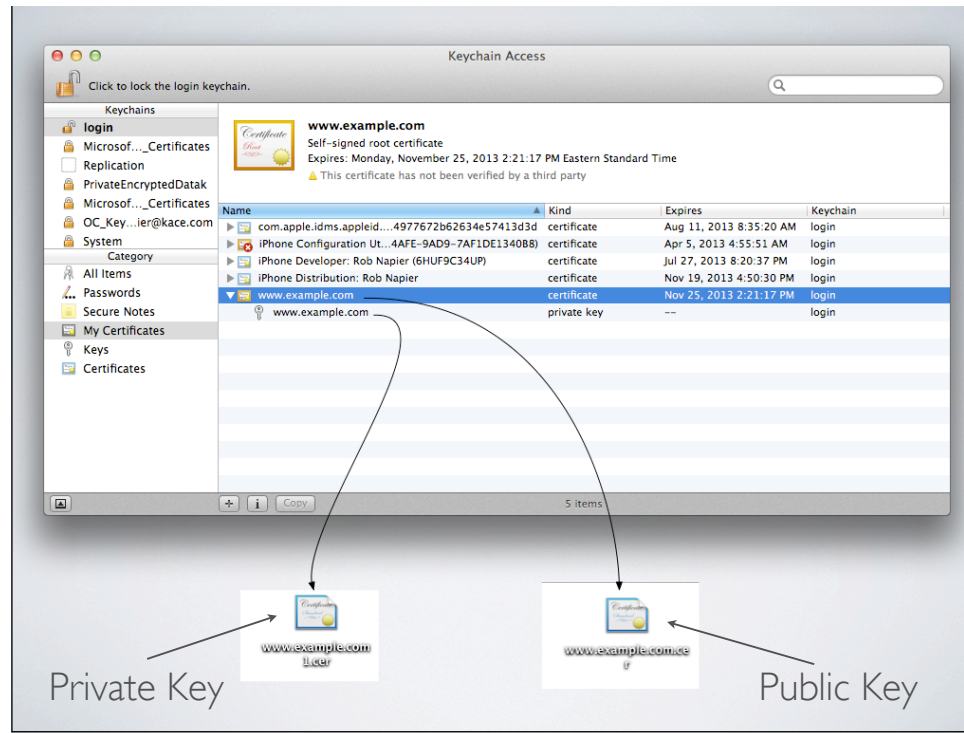 Keychain Access
Click to lock the login keychain.
Keychains
login
Microsof..._Certificates
Replication
PrivateEncryptedDatak
Microsof..._Certificates
OC_Key...ier@kace.com
System
Category
All Items
Passwords
Secure Notes
My Certificates
Keys
Certificates
Certificate
Root
www.example.com
Self-signed root certificate
Expires: Monday, November 25, 2013 2:21:17 PM Eastern Standard Time
This certificate has not been verified by a third party
Name Kind Expires Keychain
com.apple.idms.appleid....4977672b62634e57413d3d certificate Aug 11, 2013 8:35:20 AM login
iPhone Configuration Ut...4AFE-9AD9-7AF1DE1340B8) certificate Apr 5, 2013 4:55:51 AM login
iPhone Developer: Rob Napier (6HUF9C34UP) certificate Jul 27, 2013 8:20:37 PM login
iPhone Distribution: Rob Napier certificate Nov 19, 2013 4:50:30 PM login
www.example.com certificate Nov 25, 2013 2:21:17 PM login
www.example.com private key -- login
+ i Copy 5 items
Certificate
www.example.com
1.cer
Certificate
www.example.com.ce
r
Private Key
Public Key